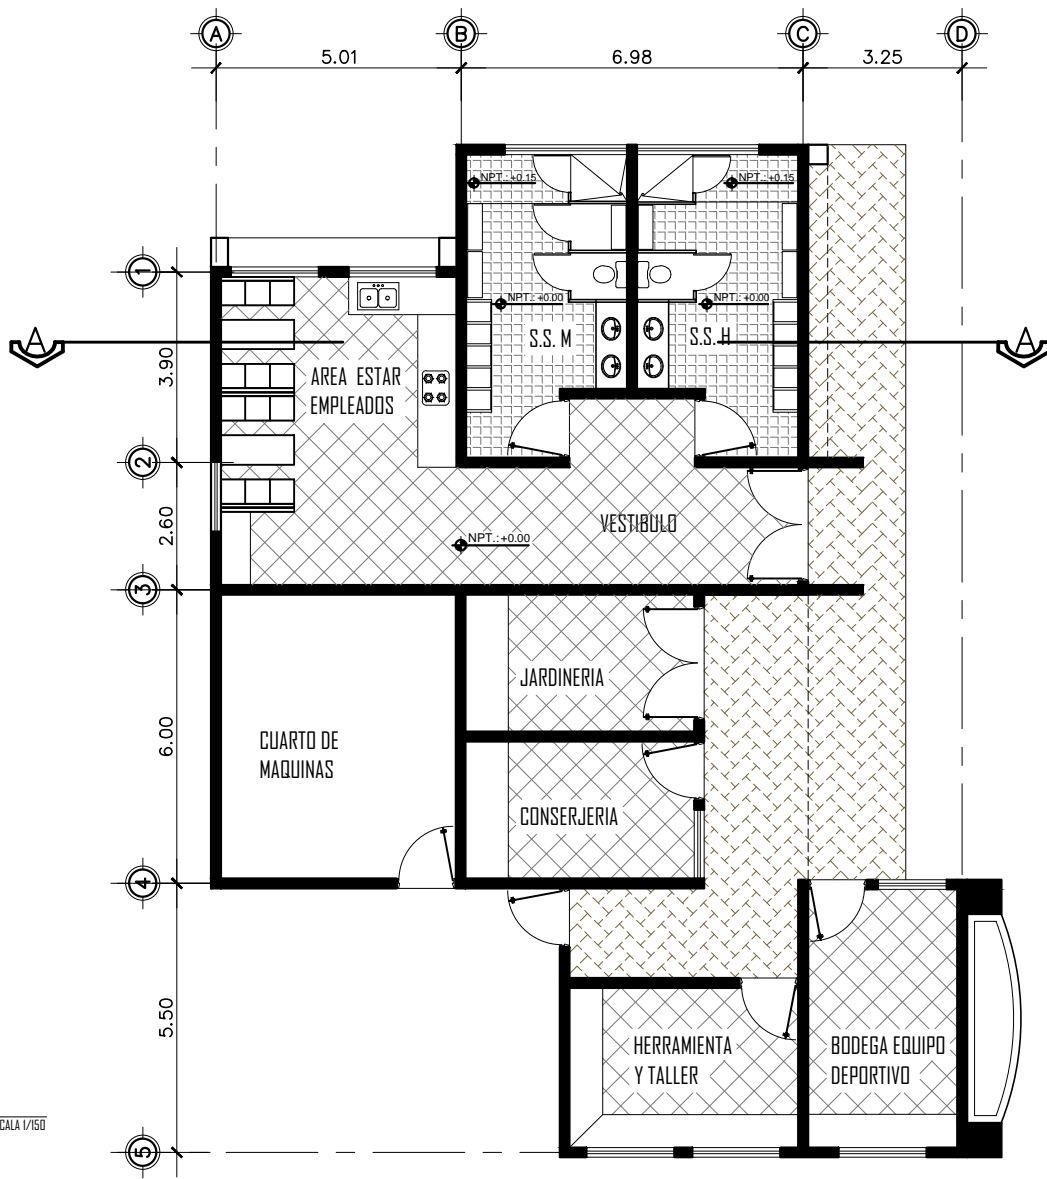 A
B
C
D
5.01
6.98
3.25
NPT.: +0.15
NPT.: +0.15
1
NPT.: +0.00
NPT.: +0.00
A
S.S. M
S.S. H
A
3.90
AREA ESTAR
EMPLEADOS
2
VESTIBULO
2.60
NPT.:+0.00
3
JARDINERIA
6.00
CUARTO DE
MAQUINAS
CONSERJERIA
4
5.50
HERRAMIENTA
Y TALLER
BODEGA EQUIPO
DEPORTIVO
CALA 1/150
5